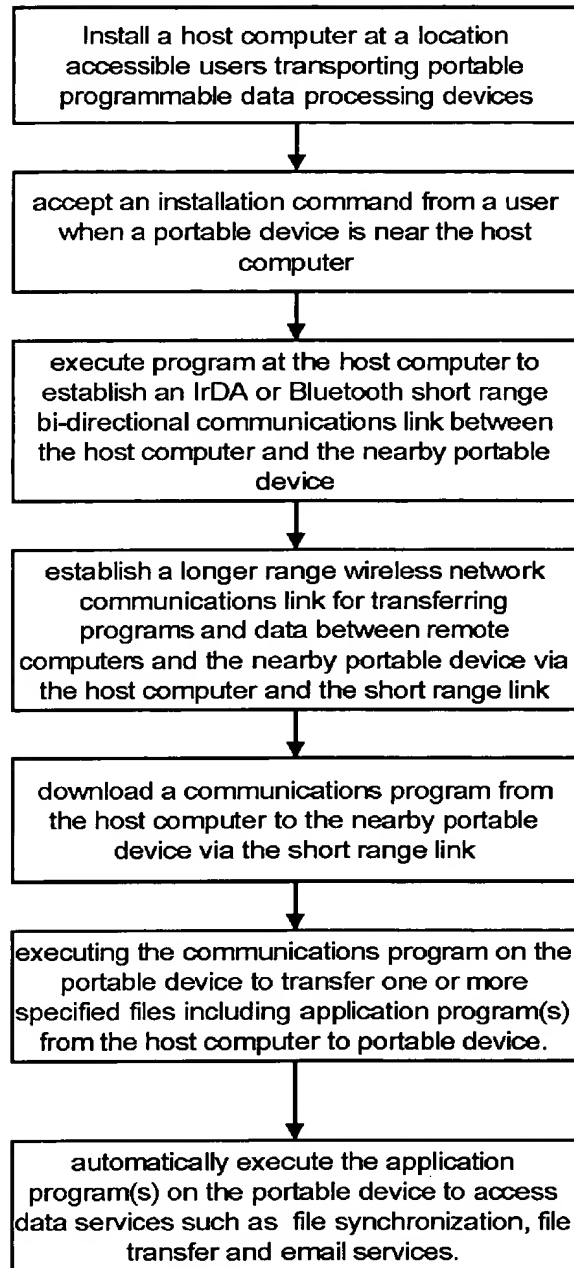 Install a host computer at a location
accessible users transporting portable
programmable data processing devices
accept an installation command from a user
when a portable device is near the host
computer
execute program at the host computer to
establish an IrDA or Bluetooth short range
bi-directional communications link between
the host computer and the nearby portable
device
establish a longer range wireless network
communications link for transferring
programs and data between remote
computers and the nearby portable device via
the host computer and the short range link
download a communications program from
the host computer to the nearby portable
device via the short range link
executing the communications program on the
portable device to transfer one or more
specified files including application program(s)
from the host computer to portable device.
automatically execute the application
program(s) on the portable device to access
data services such as file synchronization, file
transfer and email services.